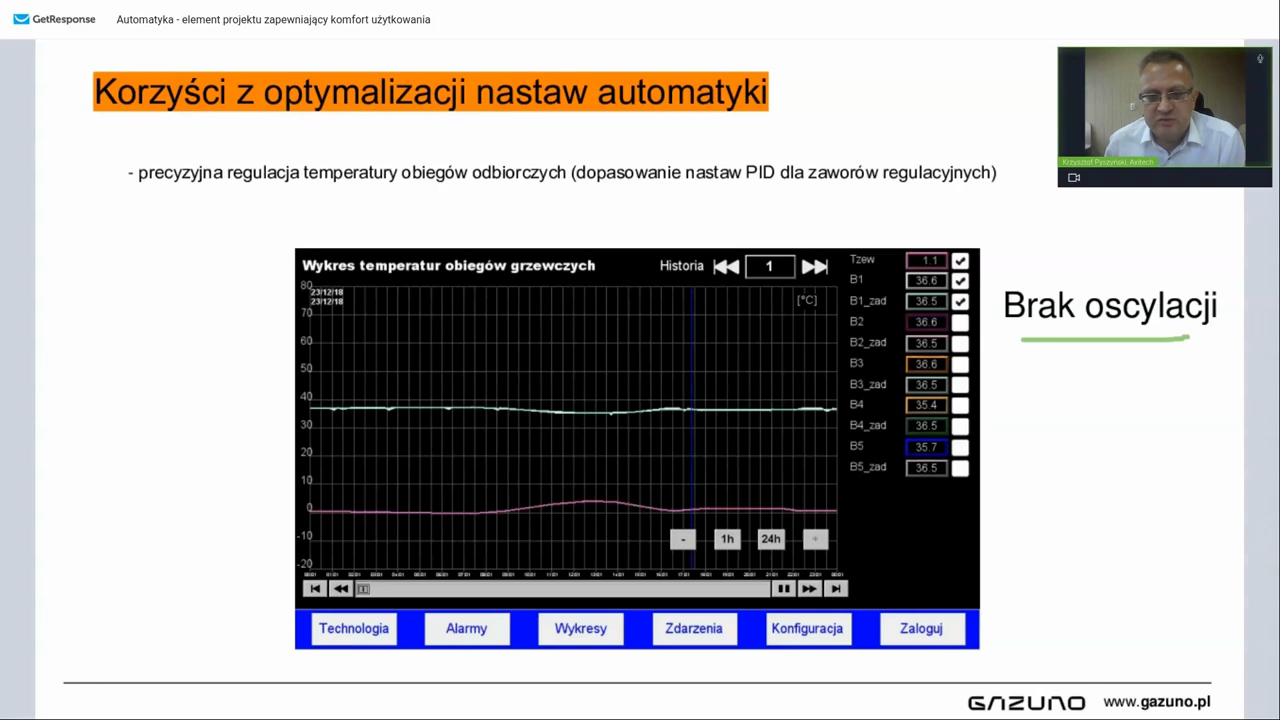 GetResponse Automatyka - element projektu zapewniający komfort użytkowania
Korzyści z optymalizacji nastaw automatyki
Krzysztof Pyszyński, Axitech
- precyzyjna regulacja temperatury obiegów odbiorczych (dopasowanie nastaw PID dla zaworów regulacyjnych)
Wykres temperatur obiegów grzewczych
Historia 1
80
23/12/18
23/12/18
[°C]
70
60
50
40
30
20
10
0
-10
-20
Tzew 1.1
B1 36.6
B1_zad 36.5
B2 36.6
B2_zad 36.5
B3 36.6
B3_zad 36.5
B4 35.4
B4_zad 36.5
B5 35.7
B5_zad 36.5
Brak oscylacji
- 1h 24h +
Technologia Alarmy Wykresy Zdarzenia Konfiguracja Zaloguj
GAZUNO www.gazuno.pl